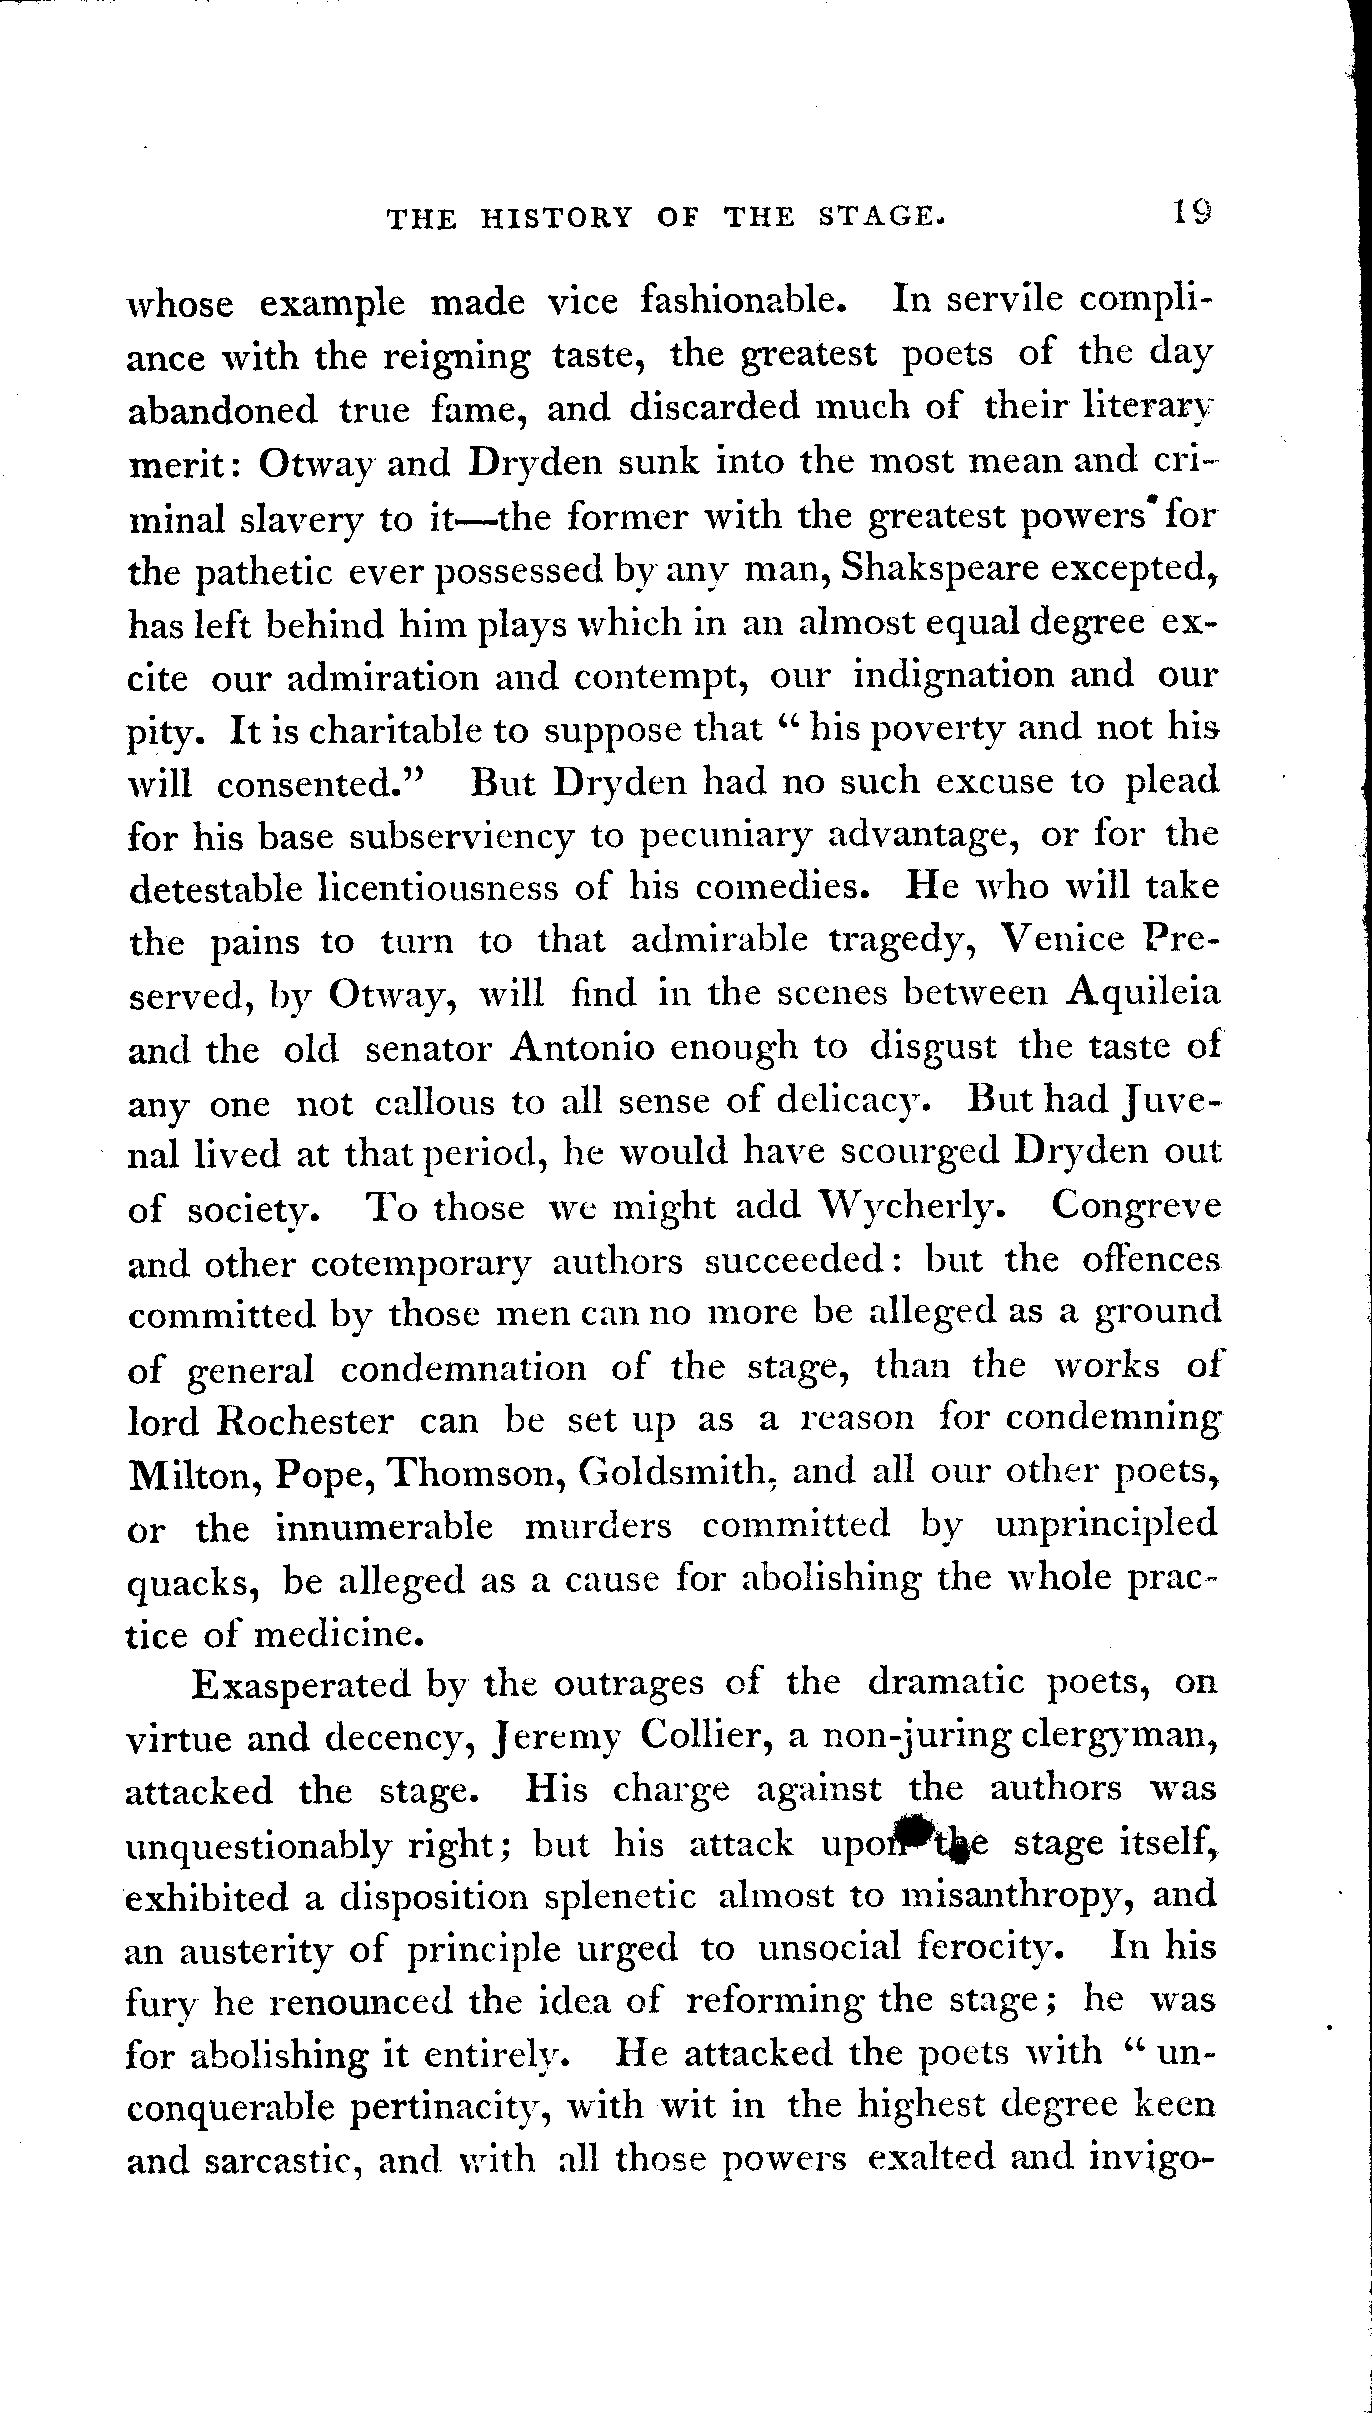 THE HISTORY OF THE STAGE. 19
whose example made vice fashionable. In servile compli-
ance with the reigning taste, the greatest poets of the day
abandoned true fame, and discarded much of their literary
merit: Otway and Dryden sunk into the most mean and cri-
minal slavery to it—the former with the greatest powers for
the pathetic ever possessed by any man, Shakspeare excepted,
has left behind him plays which in an almost equal degree ex-
cite our admiration and contempt, our indignation and our
pity. It is charitable to suppose that “ his poverty and not his
will consented.” But Dryden had no such excuse to plead
for his base subserviency to pecuniary advantage, or for the
detestable licentiousness of his comedies. He who will take
the pains to turn to that admirable tragedy, Venice Pre-
served, by Otway, will find in the scenes between Aquileia
and the old senator Antonio enough to disgust the taste of
any one not callous to all sense of delicacy. But had Juve-
nal lived at that period, he would have scourged Dryden out
of society. To those we might add Wycherly. Congreve
and other cotemporary authors succeeded: but the offences
committed by those men can no more be alleged as a ground
of general condemnation of the stage, than the works of
lord Rochester can be set up as a reason for condemning
Milton, Pope, Thomson, Goldsmith, and all our other poets,
or the innumerable murders committed by unprincipled
quacks, be alleged as a cause for abolishing the whole prac-
tice of medicine.
Exasperated by the outrages of the dramatic poets, on
virtue and decency, Jeremy Collier, a non-juring clergyman,
attacked the stage. His charge against the authors was
unquestionably right; but his attack upon the stage itself,
exhibited a disposition splenetic almost to misanthropy, and
an austerity of principle urged to unsocial ferocity. In his
fury he renounced the idea of reforming the stage; he was
for abolishing it entirely. He attacked the poets with “ un-
conquerable pertinacity, with wit in the highest degree keen
and sarcastic, and with all those powers exalted and invigo-